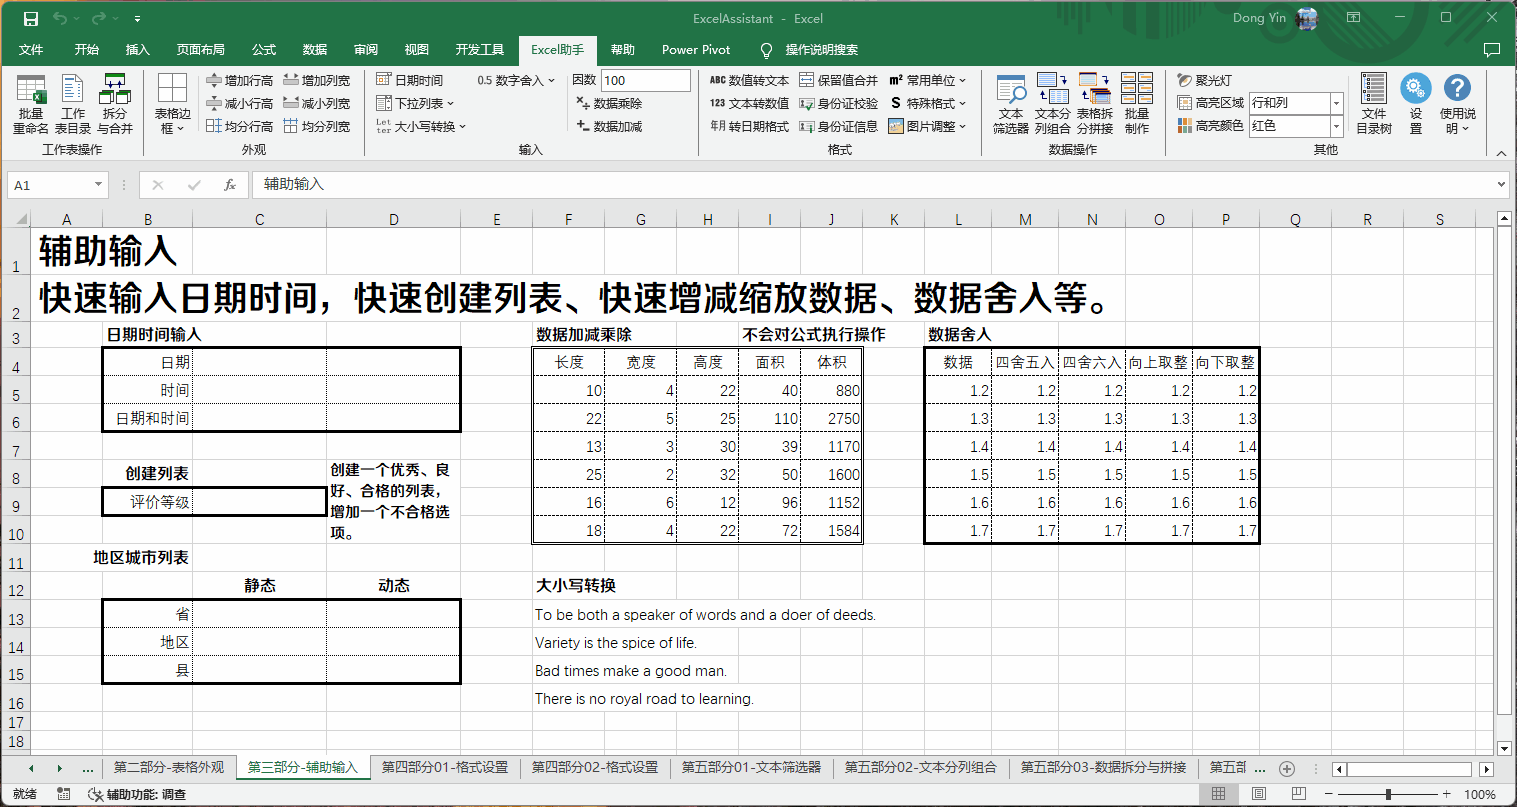 ExcelAssistant - Excel
Dong Yin
文件 开始 插入 页面布局 公式 数据 审阅 视图 开发工具 Excel助手 帮助 Power Pivot 操作说明搜索
批量重命名
工作表目录
拆分与合并
工作表操作
表格边框
增加行高 增加列宽
减小行高 减小列宽
均分行高 均分列宽
外观
日期时间 0.5 数字舍入 因数 100
下拉列表 数据乘除
Let ter 大小写转换 数据加减
输入
ABC 数值转文本 保留值合并 m² 常用单位
123 文本转数值 身份证校验 S 特殊格式
年月 转日期格式 身份证信息 图片调整
格式
文本筛选器
文本分列组合
表格拆分拼接
批量制作
数据操作
聚光灯
高亮区域 行和列
高亮颜色 红色
文件目录树
设置
使用说明
其他
A1 fx 辅助输入
A B C D E F G H I J K L M N O P Q R S
1 辅助输入
2 快速输入日期时间，快速创建列表、快速增减缩放数据、数据舍入等。
3 日期时间输入 数据加减乘除 不会对公式执行操作 数据舍入
4 日期 长度 宽度 高度 面积 体积 数据 四舍五入 四舍六入 向上取整 向下取整
5 时间 10 4 22 40 880 1.2 1.2 1.2 1.2 1.2
6 日期和时间 22 5 25 110 2750 1.3 1.3 1.3 1.3 1.3
7 13 3 30 39 1170 1.4 1.4 1.4 1.4 1.4
8 创建列表 25 2 32 50 1600 1.5 1.5 1.5 1.5 1.5
9 评价等级 16 6 12 96 1152 1.6 1.6 1.6 1.6 1.6
10 18 4 22 72 1584 1.7 1.7 1.7 1.7 1.7
创建一个优秀、良
好、合格的列表，
增加一个不合格选
项。
11 地区城市列表
12 静态 动态 大小写转换
13 省 To be both a speaker of words and a doer of deeds.
14 地区 Variety is the spice of life.
15 县 Bad times make a good man.
16 There is no royal road to learning.
17
18
... 第二部分-表格外观 第三部分-辅助输入 第四部分01-格式设置 第四部分02-格式设置 第五部分01-文本筛选器 第五部分02-文本分列组合 第五部分03-数据拆分与拼接 第五部 ...
就绪 辅助功能: 调查 100%